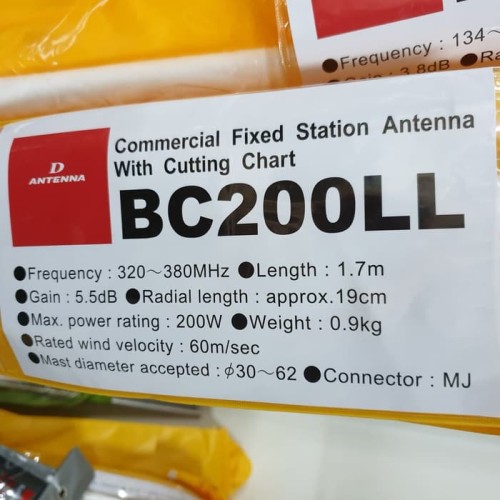 ●Frequency : 134～
3.8dB
D
ANTENNA
Commercial Fixed Station Antenna
With Cutting Chart
BC200LL
●Frequency : 320～380MHz ●Length : 1.7m
●Gain : 5.5dB ●Radial length : approx.19cm
●Max. power rating : 200W ●Weight : 0.9kg
●Rated wind velocity : 60m/sec
●Mast diameter accepted : φ30～62 ●Connector : MJ